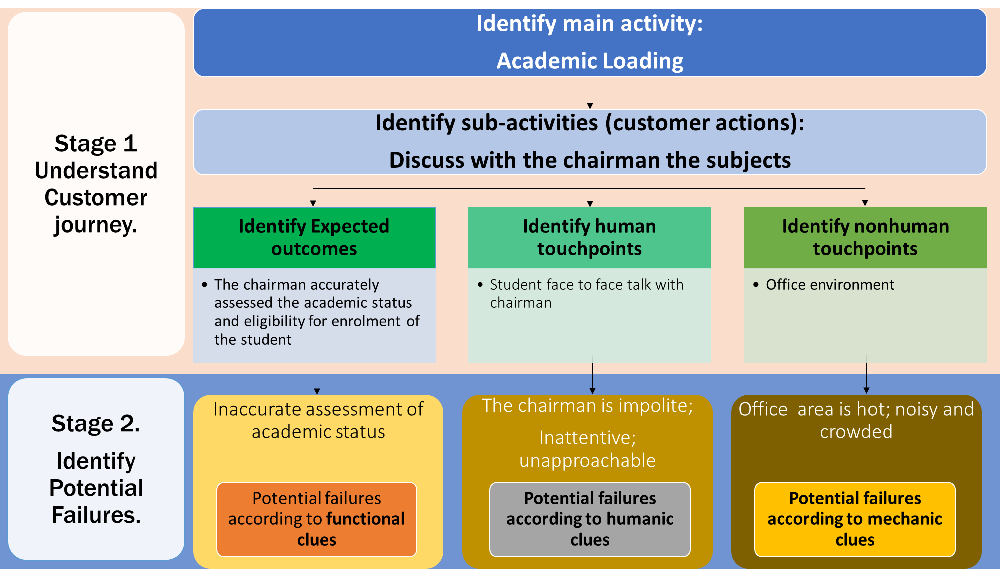 Stage 1
Understand
Customer
journey.
Identify main activity:
Academic Loading
Identify sub-activities (customer actions):
Discuss with the chairman the subjects
Identify Expected
outcomes
• The chairman accurately
assessed the academic status
and eligibility for enrolment of
the student
Identify human
touchpoints
• Student face to face talk with
chairman
Identify nonhuman
touchpoints
• Office environment
Stage 2.
Identify
Potential
Failures.
Inaccurate assessment of
academic status
Potential failures
according to functional
clues
The chairman is impolite;
Inattentive;
unapproachable
Potential failures
according to humanic
clues
Office area is hot; noisy and
crowded
Potential failures
according to mechanic
clues